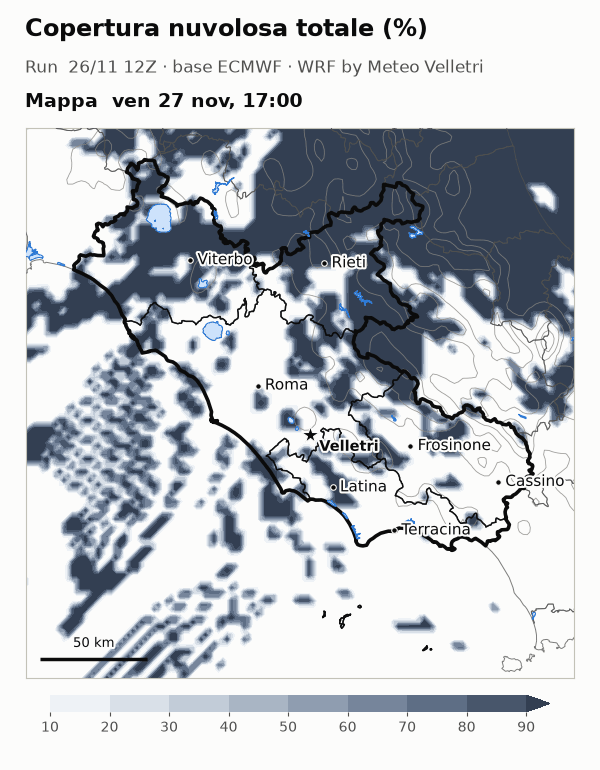 Copertura nuvolosa totale (%)
Run  26/11 12Z · base ECMWF · WRF by Meteo Velletri
Mappa  ven 27 nov, 17:00
Viterbo
Rieti
Roma
Velletri
Frosinone
Latina
Cassino
Terracina
50 km
10 20 30 40 50 60 70 80 90